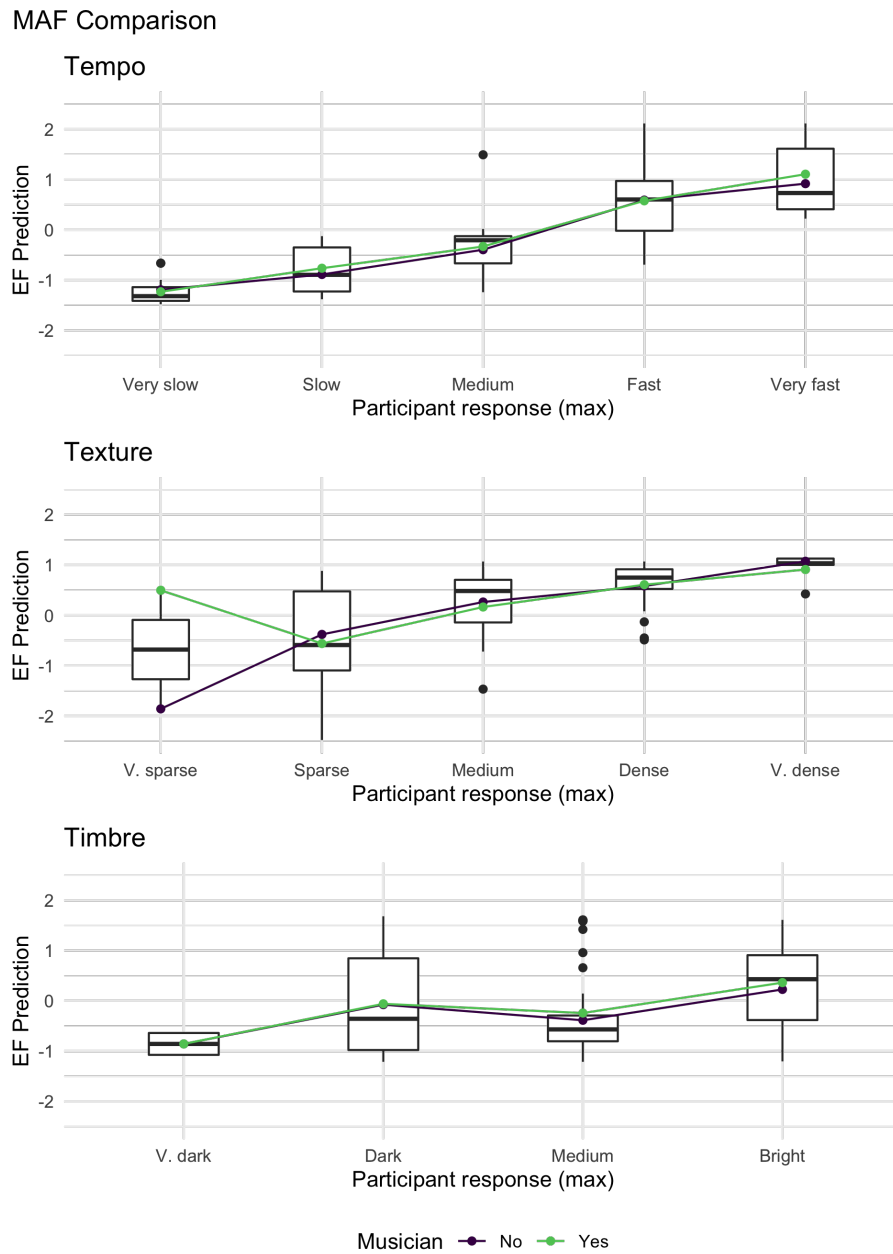 MAF Comparison
Tempo
EF Prediction
2
1
0
-1
-2
Very slow Slow Medium Fast Very fast
Participant response (max)
Texture
EF Prediction
2
1
0
-1
-2
V. sparse Sparse Medium Dense V. dense
Participant response (max)
Timbre
EF Prediction
2
1
0
-1
-2
V. dark Dark Medium Bright
Participant response (max)
Musician No Yes